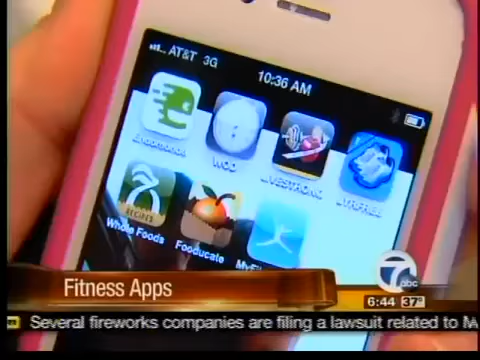 AT&T 3G
10:36 AM
Endomondo
WOD
LIVESTRONG
RECIPES
Whole Foods
Fooducate
Fitness Apps
7
abc
6:44 37°
Several fireworks companies are filing a lawsuit related to